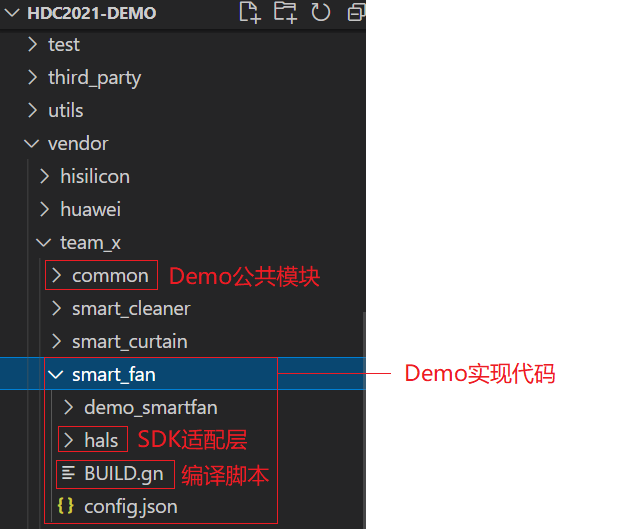 HDC2021-DEMO
test
third_party
utils
vendor
hisilicon
huawei
team_x
common Demo公共模块
smart_cleaner
smart_curtain
smart_fan Demo实现代码
demo_smartfan
hals SDK适配层
BUILD.gn 编译脚本
{} config.json